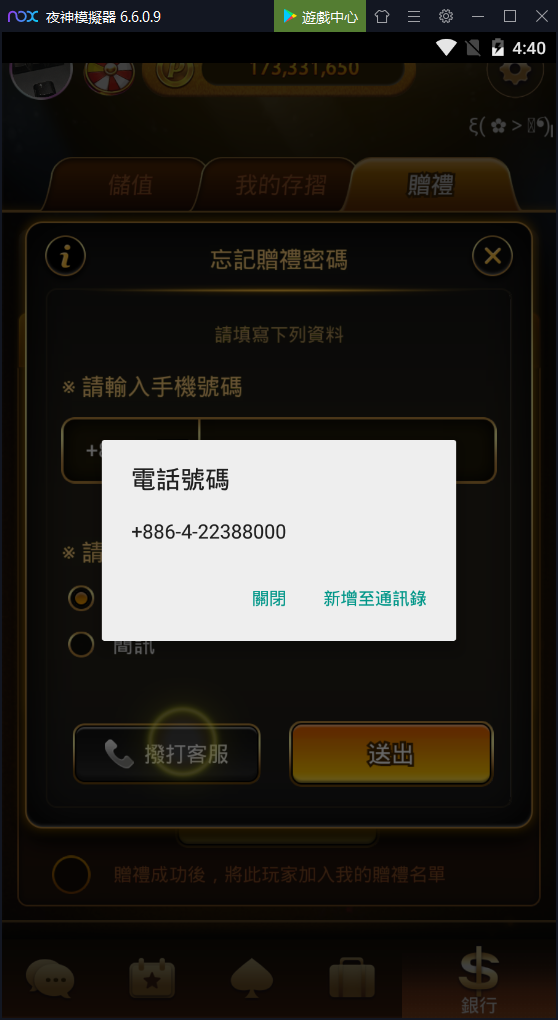 nox 夜神模擬器 6.6.0.9 遊戲中心
4:40
173,331,650
儲值 我的存摺 贈禮
忘記贈禮密碼
請填寫下列資料
※ 請輸入手機號碼
電話號碼
+886-4-22388000
※ 請
關閉 新增至通訊錄
簡訊
撥打客服 送出
贈禮成功後，將此玩家加入我的贈禮名單
銀行